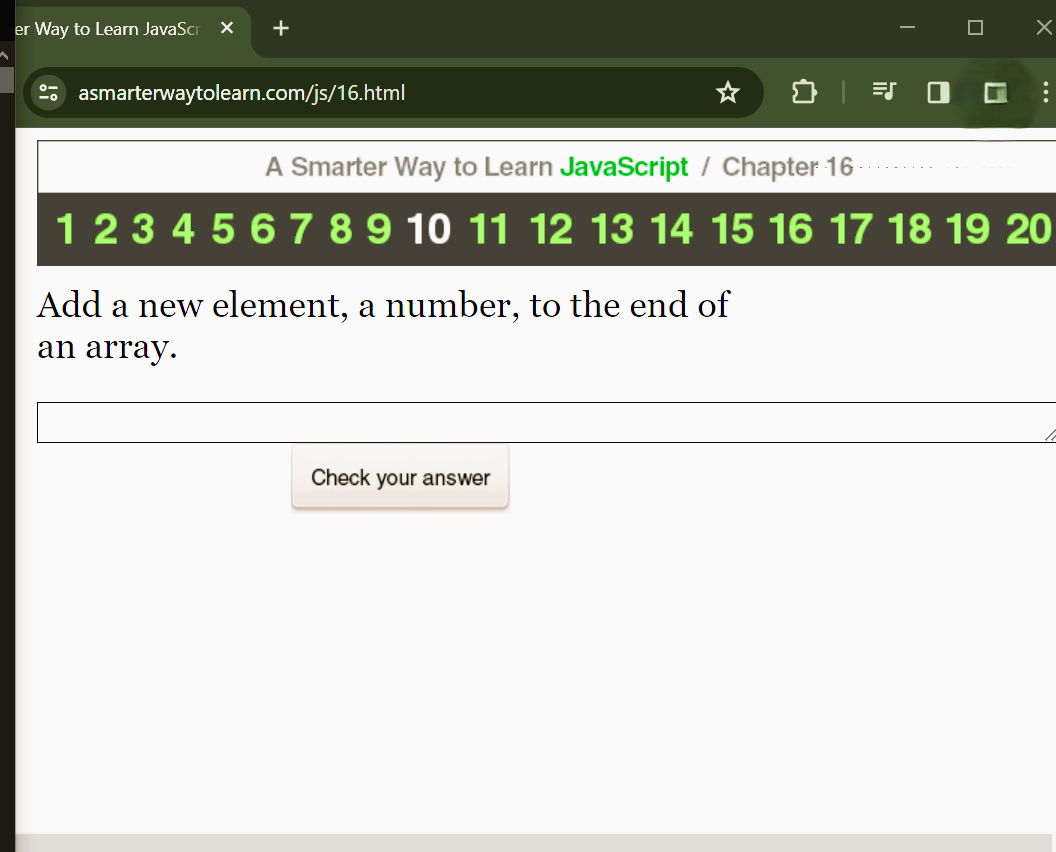 er Way to Learn JavaScr
asmarterwaytolearn.com/js/16.html
A Smarter Way to Learn JavaScript / Chapter 16
1 2 3 4 5 6 7 8 9 10 11 12 13 14 15 16 17 18 19 20
Add a new element, a number, to the end of
an array.
Check your answer